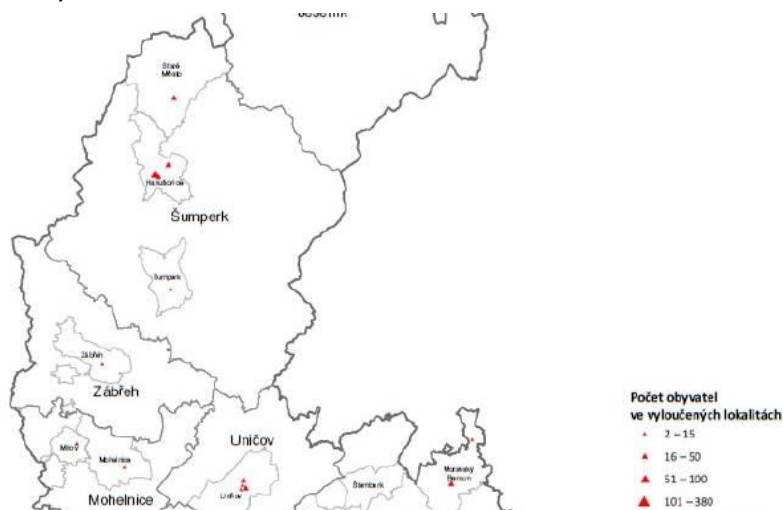 Staré
Město
Hanušovice
Šumperk
Šumperk
Zábřeh
Zábřeh
Uničov
Mohelnice
Mohelnice
Uničov
Šternberk
Moravský
Beroun
Počet obyvatel
ve vyloučených lokalitách
2 – 15
16 – 50
51 – 100
101 – 380